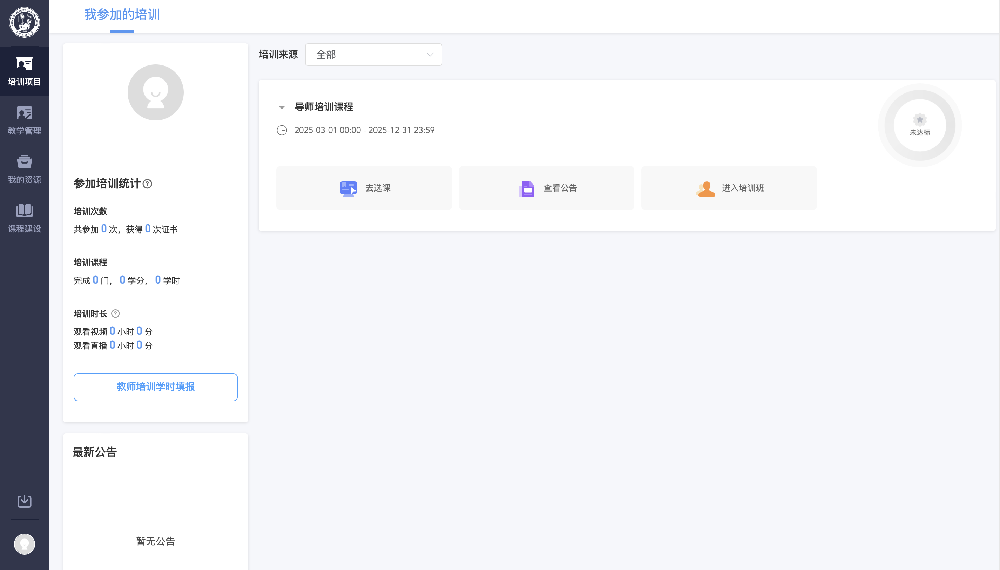 我参加的培训
CHINA UNIVERSITY OF PETROLEUM
1953
培训项目
教学管理
我的资源
课程建设
参加培训统计?
培训次数
共参加 0 次，获得 0 次证书
培训课程
完成 0 门， 0 学分， 0 学时
培训时长 ?
观看视频 0 小时 0 分
观看直播 0 小时 0 分
教师培训学时填报
最新公告
暂无公告
培训来源 全部
导师培训课程
2025-03-01 00:00 - 2025-12-31 23:59
未达标
去选课
查看公告
进入培训班